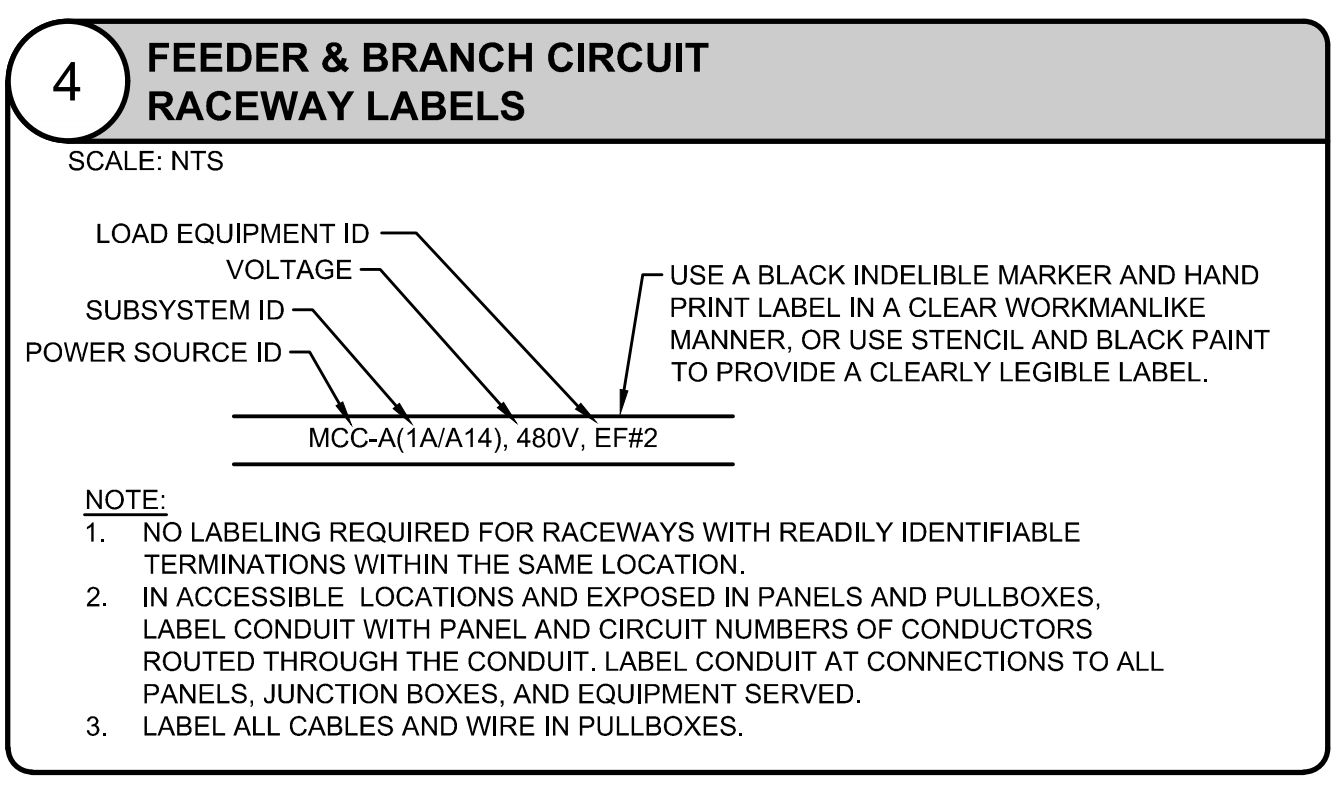 4
FEEDER & BRANCH CIRCUIT
RACEWAY LABELS
SCALE: NTS
LOAD EQUIPMENT ID
VOLTAGE
SUBSYSTEM ID
POWER SOURCE ID
USE A BLACK INDELIBLE MARKER AND HAND
PRINT LABEL IN A CLEAR WORKMANLIKE
MANNER, OR USE STENCIL AND BLACK PAINT
TO PROVIDE A CLEARLY LEGIBLE LABEL.
MCC-A(1A/A14), 480V, EF#2
NOTE:
1. NO LABELING REQUIRED FOR RACEWAYS WITH READILY IDENTIFIABLE
TERMINATIONS WITHIN THE SAME LOCATION.
2. IN ACCESSIBLE LOCATIONS AND EXPOSED IN PANELS AND PULLBOXES,
LABEL CONDUIT WITH PANEL AND CIRCUIT NUMBERS OF CONDUCTORS
ROUTED THROUGH THE CONDUIT. LABEL CONDUIT AT CONNECTIONS TO ALL
PANELS, JUNCTION BOXES, AND EQUIPMENT SERVED.
3. LABEL ALL CABLES AND WIRE IN PULLBOXES.